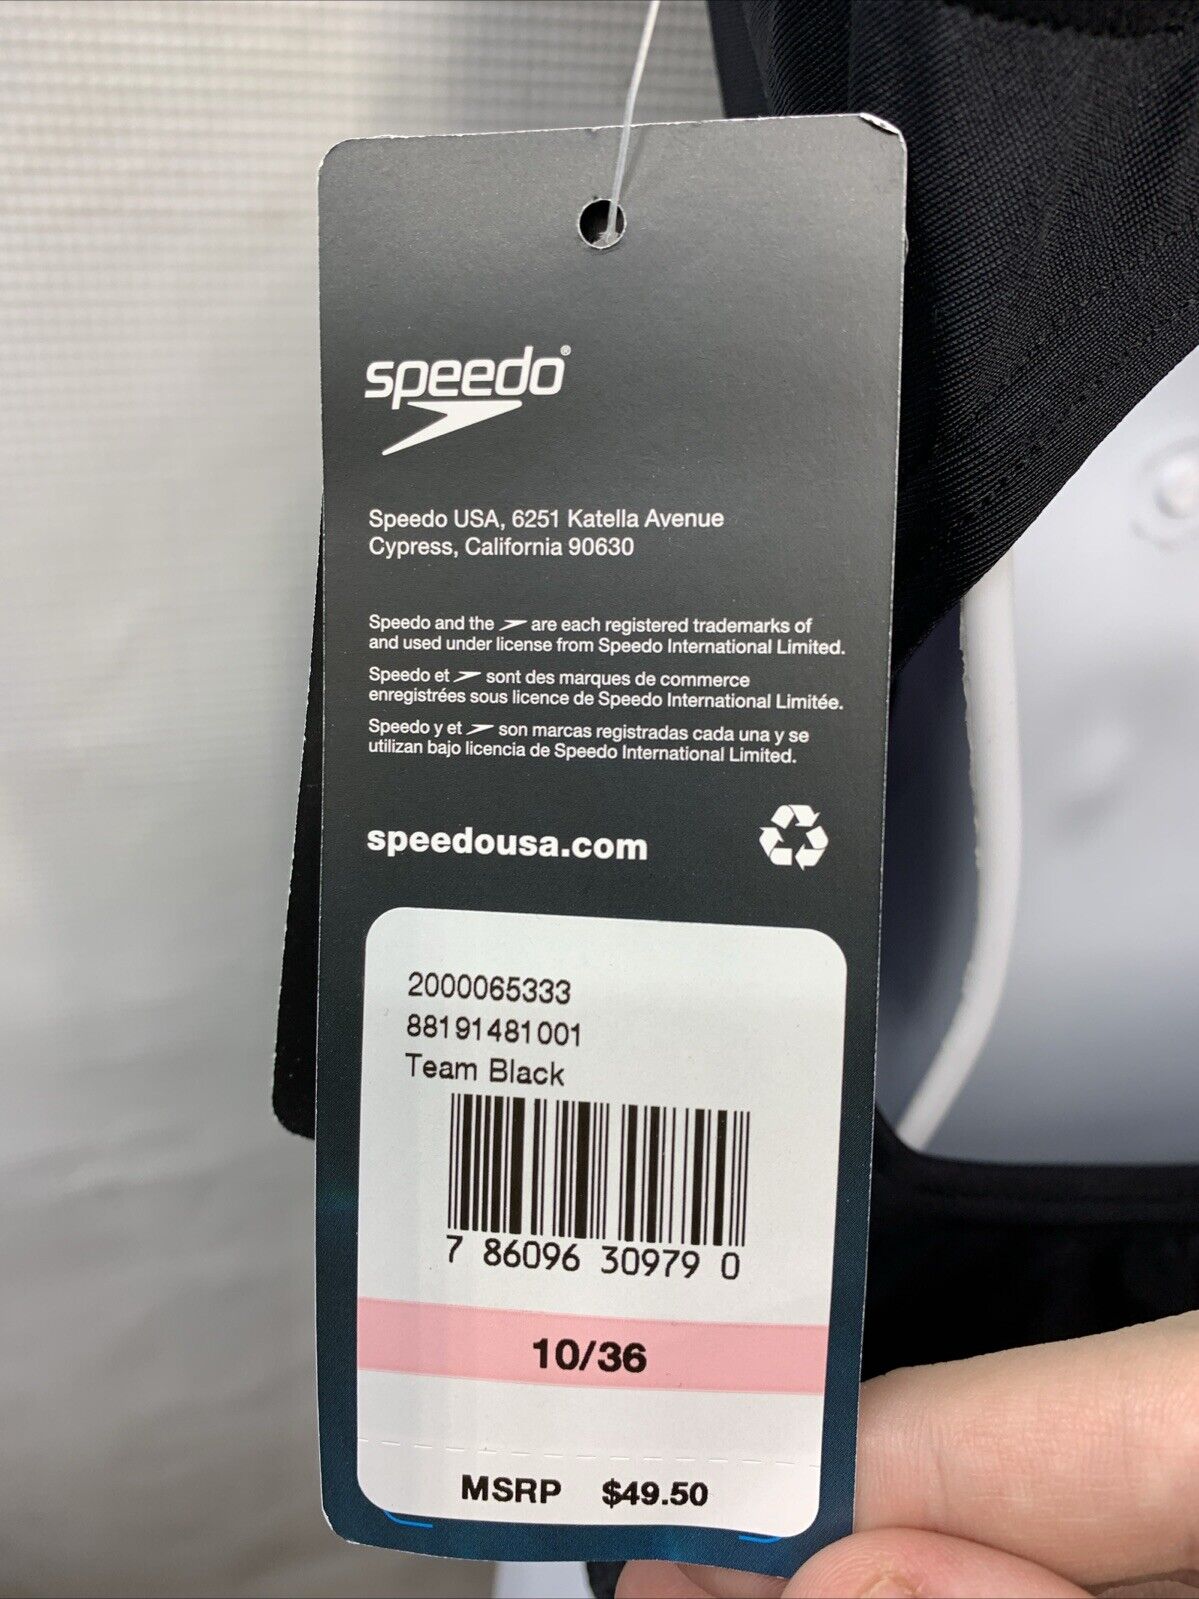 speedo®
Speedo USA, 6251 Katella Avenue
Cypress, California 90630
Speedo and the are each registered trademarks of
and used under license from Speedo International Limited.
Speedo et sont des marques de commerce
enregistrées sous licence de Speedo International Limitée.
Speedo y et son marcas registradas cada una y se
utilizan bajo licencia de Speedo International Limited.
speedousa.com
2000065333
88191481001
Team Black
7 86096 30979 0
10/36
MSRP $49.50